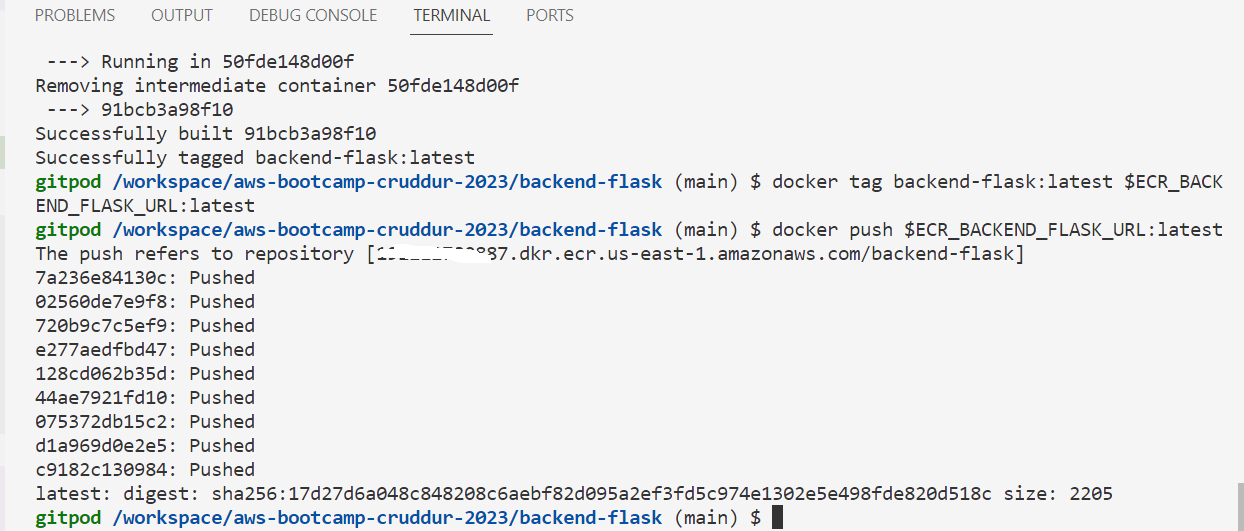 PROBLEMS OUTPUT DEBUG CONSOLE TERMINAL PORTS
---> Running in 50fde148d00f
Removing intermediate container 50fde148d00f
---> 91bcb3a98f10
Successfully built 91bcb3a98f10
Successfully tagged backend-flask:latest
gitpod /workspace/aws-bootcamp-cruddur-2023/backend-flask (main) $ docker tag backend-flask:latest $ECR_BACK
END_FLASK_URL:latest
gitpod /workspace/aws-bootcamp-cruddur-2023/backend-flask (main) $ docker push $ECR_BACKEND_FLASK_URL:latest
The push refers to repository [87.dkr.ecr.us-east-1.amazonaws.com/backend-flask]
7a236e84130c: Pushed
02560de7e9f8: Pushed
720b9c7c5ef9: Pushed
e277aedfbd47: Pushed
128cd062b35d: Pushed
44ae7921fd10: Pushed
075372db15c2: Pushed
d1a969d0e2e5: Pushed
c9182c130984: Pushed
latest: digest: sha256:17d27d6a048c848208c6aebf82d095a2ef3fd5c974e1302e5e498fde820d518c size: 2205
gitpod /workspace/aws-bootcamp-cruddur-2023/backend-flask (main) $